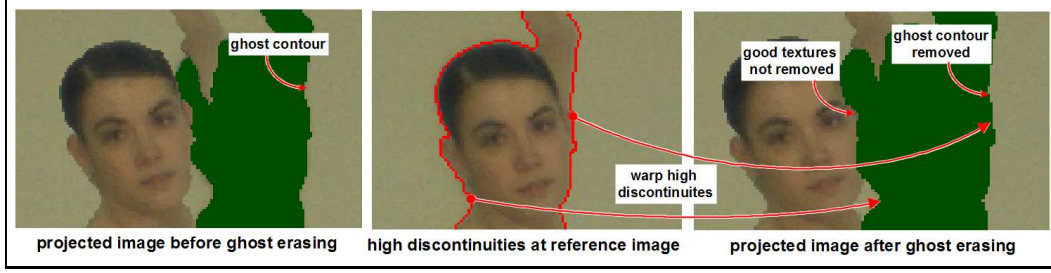 ghost contour
projected image before ghost erasing
warp high
discontinuites
high discontinuities at reference image
good textures
not removed
ghost contour
removed
projected image after ghost erasing